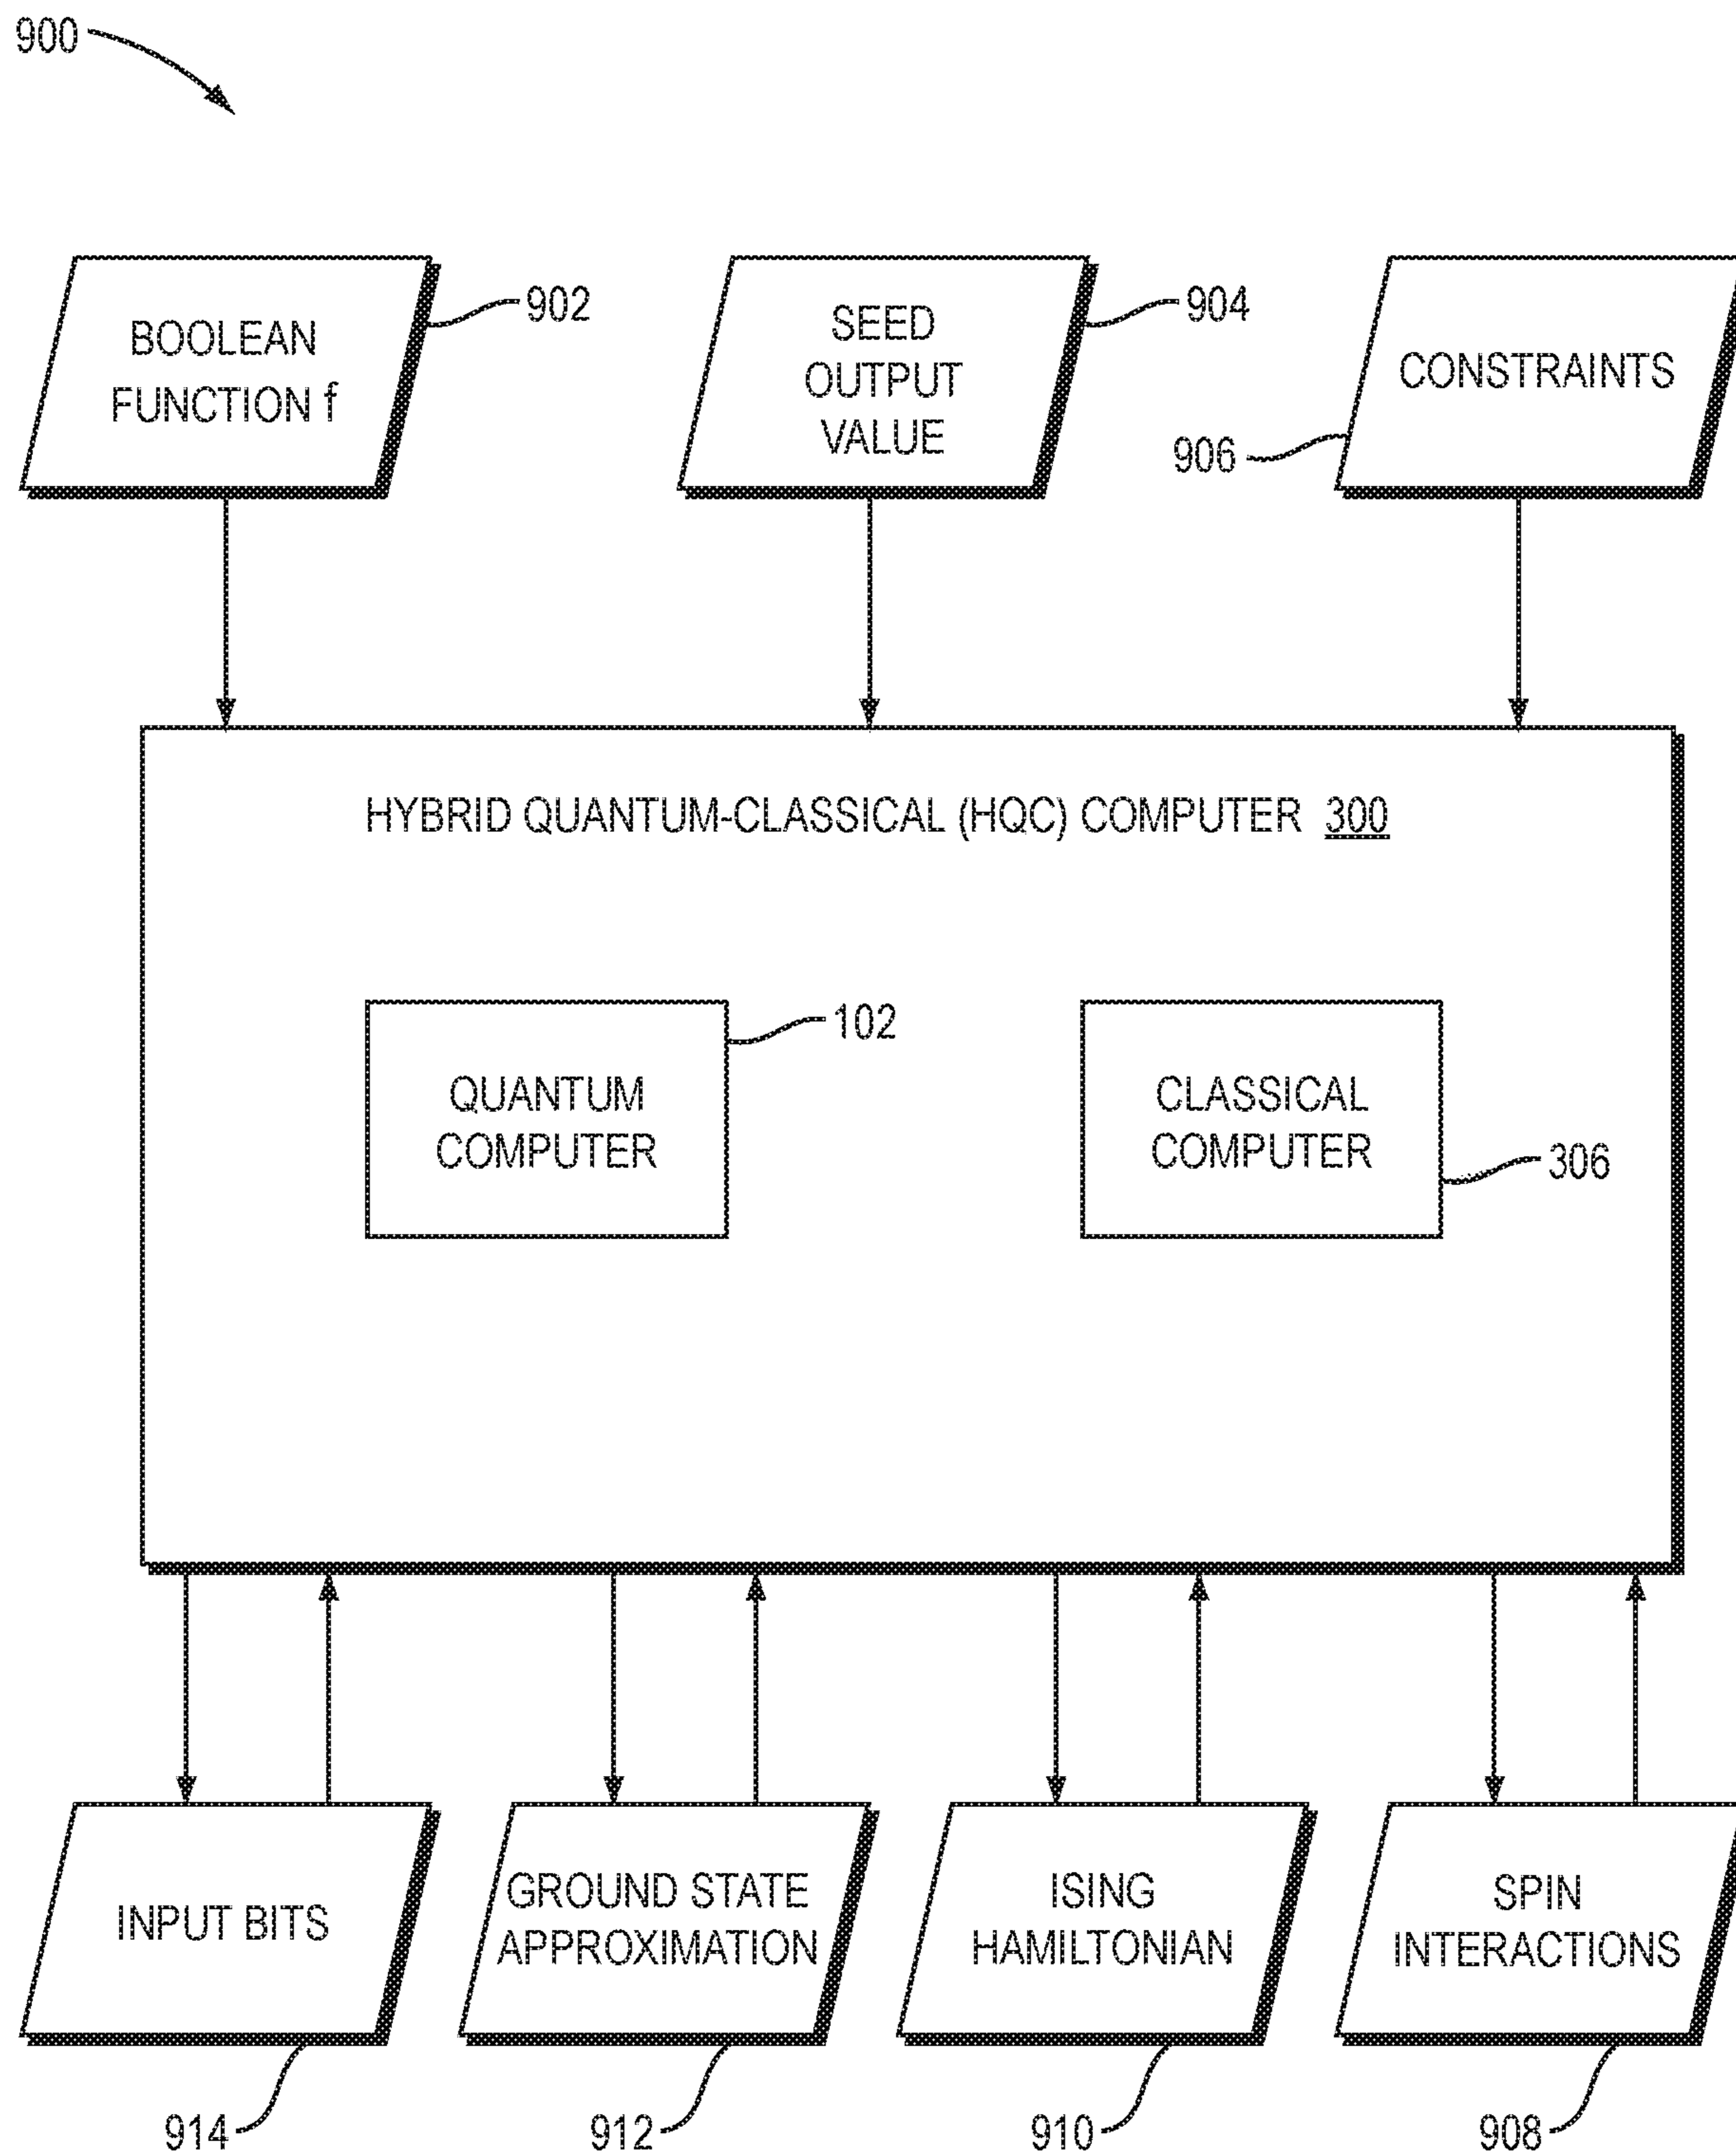 900
BOOLEAN
FUNCTION f
902
SEED
OUTPUT
VALUE
904
CONSTRAINTS
906
HYBRID QUANTUM-CLASSICAL (HQC) COMPUTER 300
QUANTUM
COMPUTER
102
CLASSICAL
COMPUTER
306
INPUT BITS
914
GROUND STATE
APPROXIMATION
912
ISING
HAMILTONIAN
910
SPIN
INTERACTIONS
908